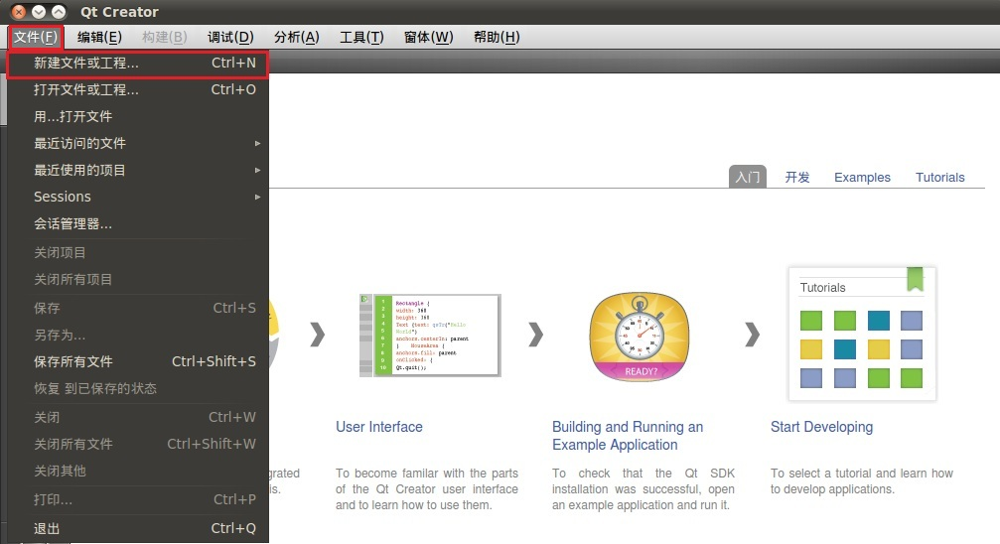 Qt Creator
文件(F) 编辑(E) 构建(B) 调试(D) 分析(A) 工具(T) 窗体(W) 帮助(H)
新建文件或工程... Ctrl+N
打开文件或工程... Ctrl+O
用...打开文件
最近访问的文件
最近使用的项目
Sessions
会话管理器...
关闭项目
关闭所有项目
保存 Ctrl+S
另存为...
保存所有文件 Ctrl+Shift+S
恢复 到已保存的状态
关闭 Ctrl+W
关闭所有文件 Ctrl+Shift+W
关闭其他
打印... Ctrl+P
退出 Ctrl+Q
入门 开发 Examples Tutorials
grated
is.
1 Rectangle {
2 width: 360
3 height: 360
4 Text {text: qsTr("Hello
5 World")
6 anchors.centerIn: parent
7 } MouseArea {
8 anchors.fill: parent
9 onClicked: {
10 Qt.quit();
User Interface
To become familar with the parts
of the Qt Creator user interface
and to learn how to use them.
READY?
Building and Running an
Example Application
To check that the Qt SDK
installation was successful, open
an example application and run it.
Tutorials
Start Developing
To select a tutorial and learn how
to develop applications.